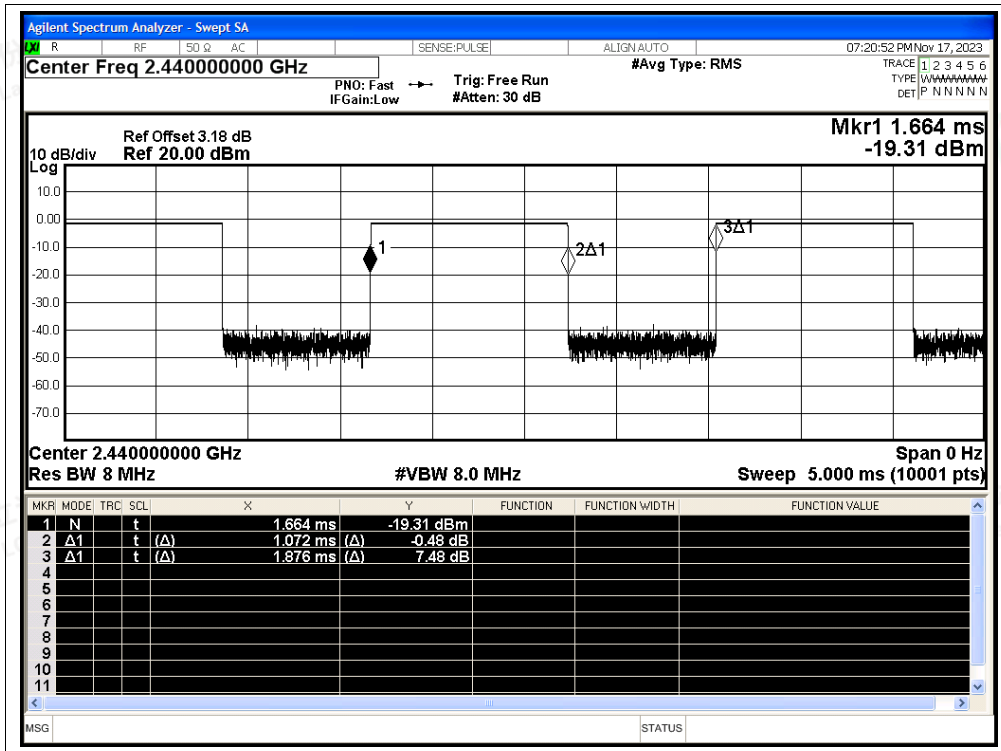 Agilent Spectrum Analyzer - Swept SA
LXI R RF 50 Ω AC SENSE:PULSE ALIGN AUTO 07:20:52 PM Nov 17, 2023
Center Freq 2.440000000 GHz #Avg Type: RMS TRACE 1 2 3 4 5 6
PNO: Fast Trig: Free Run TYPE
IFGain:Low #Atten: 30 dB DET P N N N N N
Mkr1 1.664 ms
Ref Offset 3.18 dB
10 dB/div Ref 20.00 dBm -19.31 dBm
Log
10.0
0.00
3Δ1
-10.0
1
2Δ1
-20.0
-30.0
-40.0
-50.0
-60.0
-70.0
Center 2.440000000 GHz Span 0 Hz
Res BW 8 MHz #VBW 8.0 MHz Sweep 5.000 ms (10001 pts)
MKR MODE TRC SCL X Y FUNCTION FUNCTION WIDTH FUNCTION VALUE
1 N t 1.664 ms -19.31 dBm
2 Δ1 t (Δ) 1.072 ms (Δ) -0.48 dB
3 Δ1 t (Δ) 1.876 ms (Δ) 7.48 dB
4
5
6
7
8
9
10
11
MSG STATUS